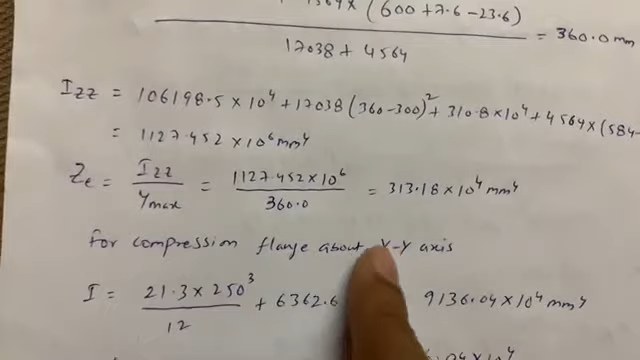 (600 + 7.6 - 23.6)
17038 + 4564
= 360.0 mm
Izz = 106198.5 × 10⁴ + 17038 (360 - 300)² + 310.8 × 10⁴ + 4564 × (584 -
= 1127.452 × 10⁶ mm⁴
Ze = Izz / Ymax = 1127.452 × 10⁶ / 360.0 = 313.18 × 10⁴ mm⁴
for compression flange about Y-Y axis
I = 21.3 × 250³ / 12 + 6362.6 9136.04 × 10⁴ mm⁴